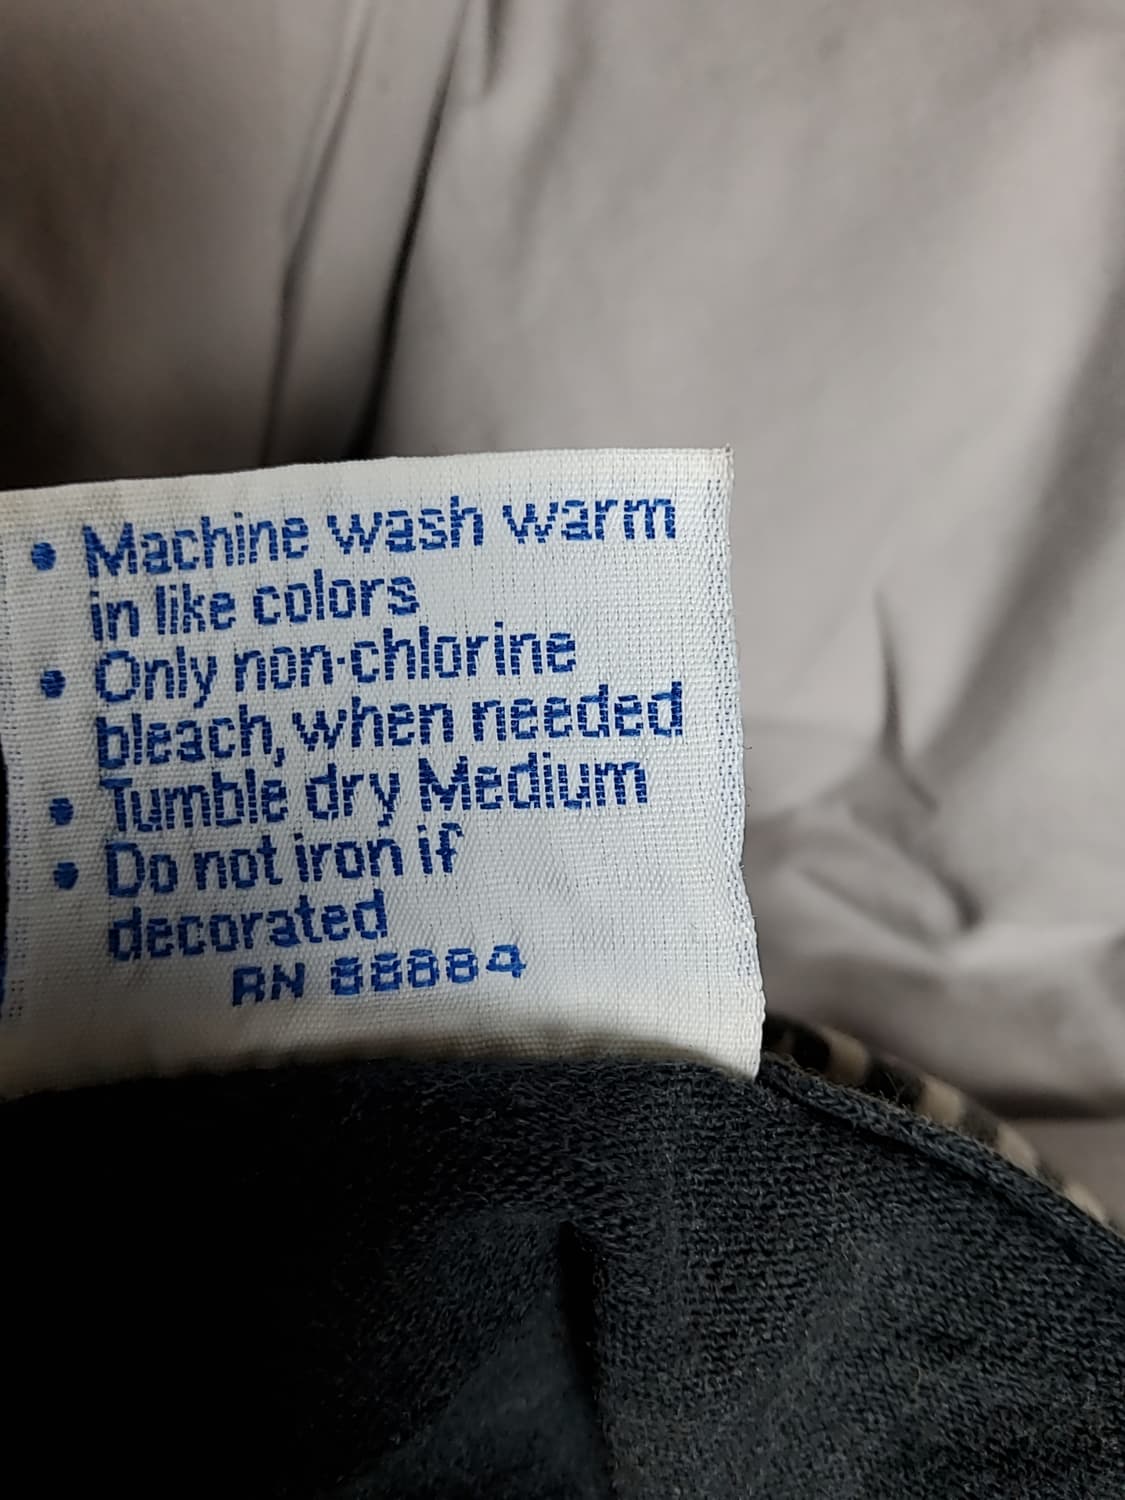 • Machine wash warm
in like colors
• Only non-chlorine
bleach, when needed
• Tumble dry Medium
• Do not iron if
decorated
RN 88884